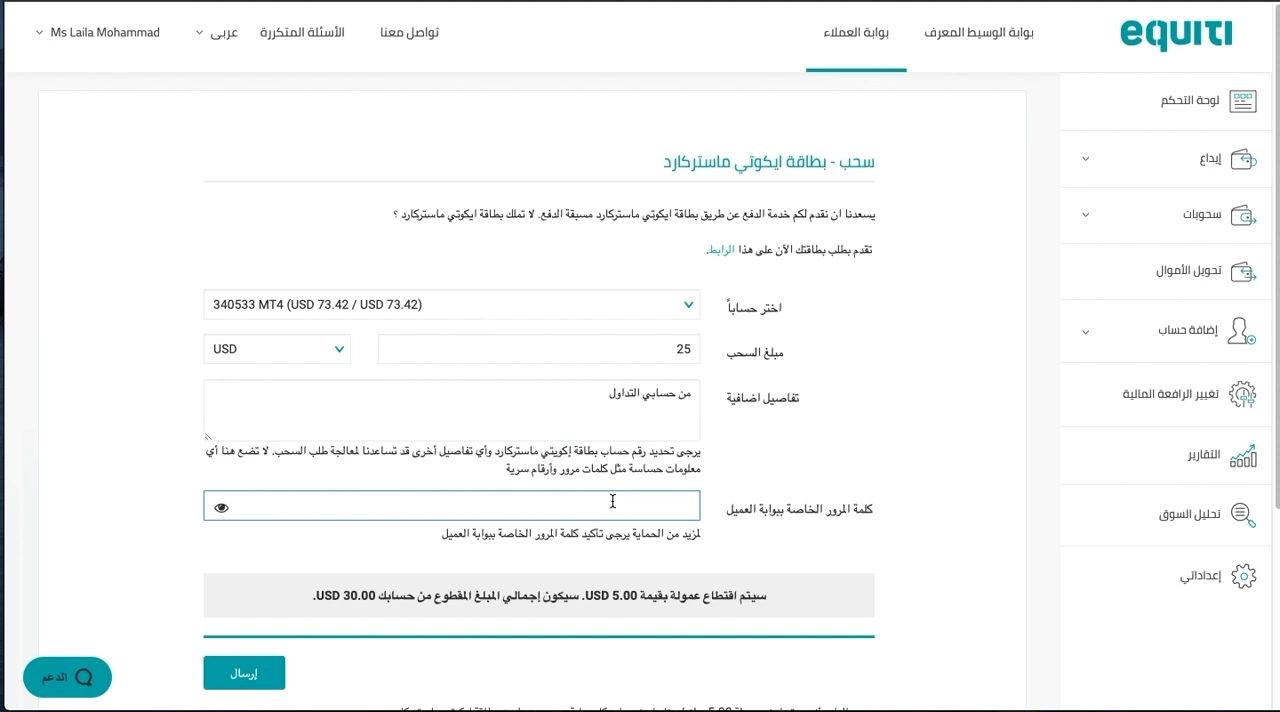 equiti
بوابة الوسيط المعرف
بوابة العملاء
تواصل معنا
الأسئلة المتكررة
عربى
Ms Laila Mohammad
لوحة التحكم
إيداع
سحوبات
تحويل الأموال
إضافة حساب
تغيير الرافعة المالية
التقارير
تحليل السوق
إعداداتي
سحب - بطاقة ايكوتي ماستركارد
يسعدنا ان نقدم لكم خدمة الدفع عن طريق بطاقة ايكوتي ماستركارد مسبقة الدفع. لا تملك بطاقة ايكوتي ماستركارد ؟
تقدم بطلب بطاقتك الآن على هذا الرابط.
اختر حساباً
340533 MT4 (USD 73.42 / USD 73.42)
مبلغ السحب
25
USD
تفاصيل اضافية
من حسابي التداول
يرجى تحديد رقم حساب بطاقة إكويتي ماستركارد وأي تفاصيل أخرى قد تساعدنا لمعالجة طلب السحب. لا تضع هنا أي
معلومات حساسة مثل كلمات مرور وأرقام سرية
كلمة المرور الخاصة ببوابة العميل
لمزيد من الحماية يرجى تأكيد كلمة المرور الخاصة ببوابة العميل
سيتم اقتطاع عمولة بقيمة USD 5.00. سيكون إجمالي المبلغ المقطوع من حسابك USD 30.00.
إرسال
الدعم